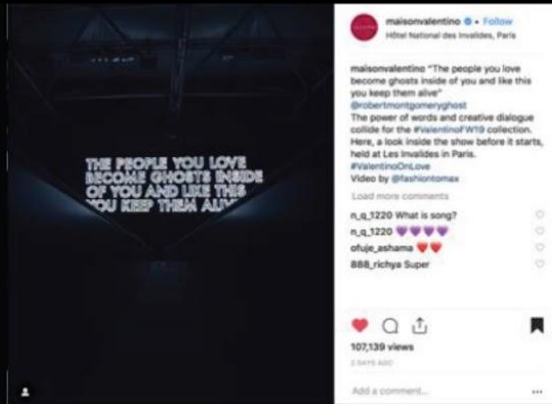 THE PEOPLE YOU LOVE
BECOME GHOSTS INSIDE
OF YOU AND LIKE THIS
YOU KEEP THEM ALIVE
maisonvalentino • Follow
Hôtel National des Invalides, Paris
maisonvalentino "The people you love
become ghosts inside of you and like this
you keep them alive"
@robertmontgomeryghost
The power of words and creative dialogue
collide for the #ValentinoFW19 collection.
Here, a look inside the show before it starts,
held at Les Invalides in Paris.
#ValentinoOnLove
Video by @fashiontomax
Load more comments
n_q_1220 What is song?
n_q_1220 💜💜💜💜
ofuje_ashama ❤️❤️
888_richya Super
107,139 views
2 DAYS AGO
Add a comment...